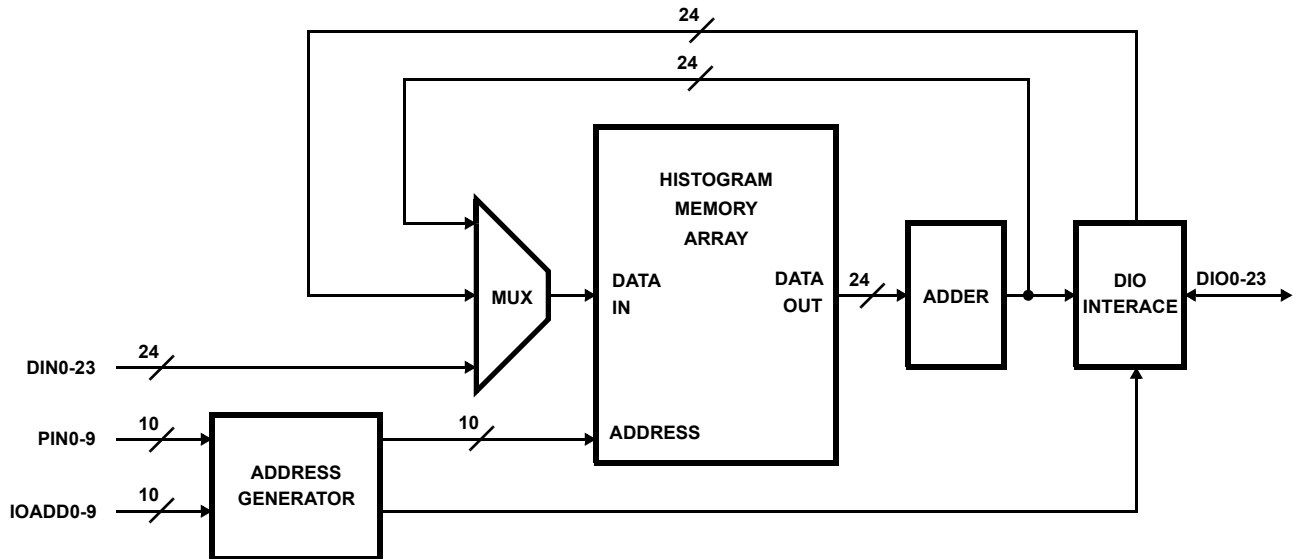 24
24
HISTOGRAM
MEMORY
ARRAY
MUX
DATA
IN
DATA
OUT
24
ADDER
DIO
INTERACE
DIO0-23
DIN0-23
24
PIN0-9
10
10
ADDRESS
ADDRESS
GENERATOR
IOADD0-9
10